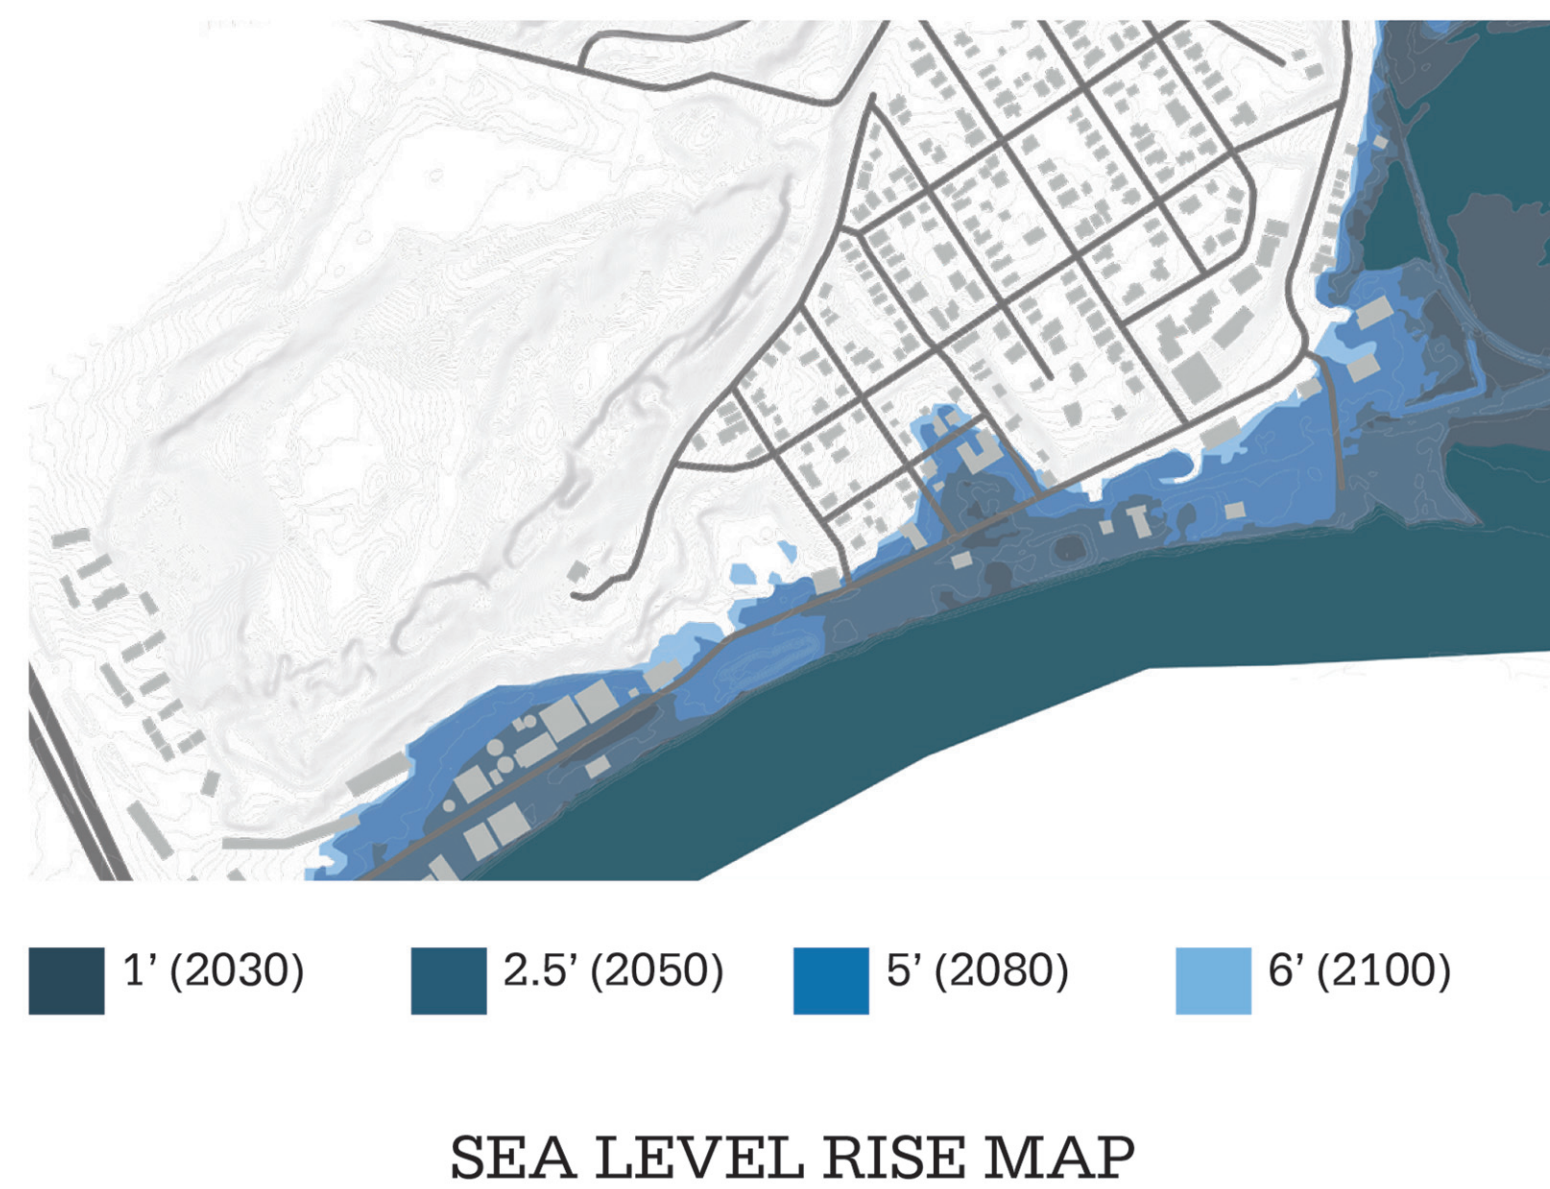 1’ (2030)
2.5’ (2050)
5’ (2080)
6’ (2100)
SEA LEVEL RISE MAP